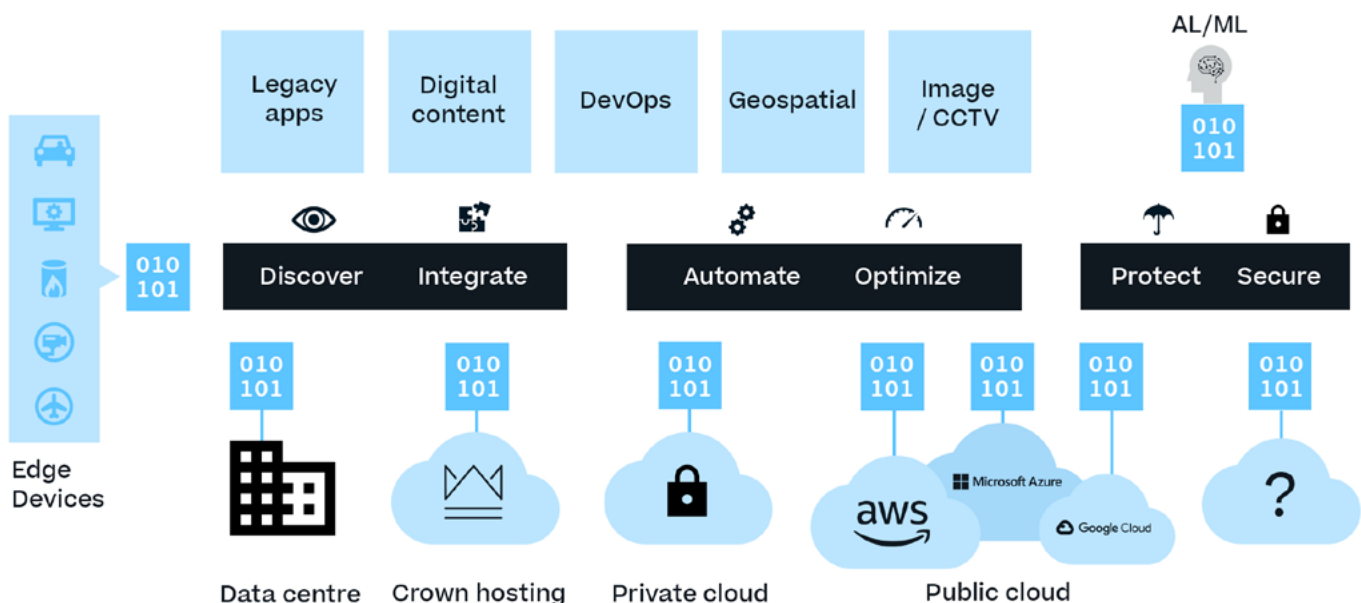 AL/ML
Legacy
apps
Digital
content
DevOps
Geospatial
Image
/ CCTV
010
101
010
101
Discover
Integrate
Automate
Optimize
Protect
Secure
010
101
010
101
010
101
010
101
010
101
010
101
010
101
Edge
Devices
aws
Microsoft Azure
Google Cloud
?
Data centre
Crown hosting
Private cloud
Public cloud